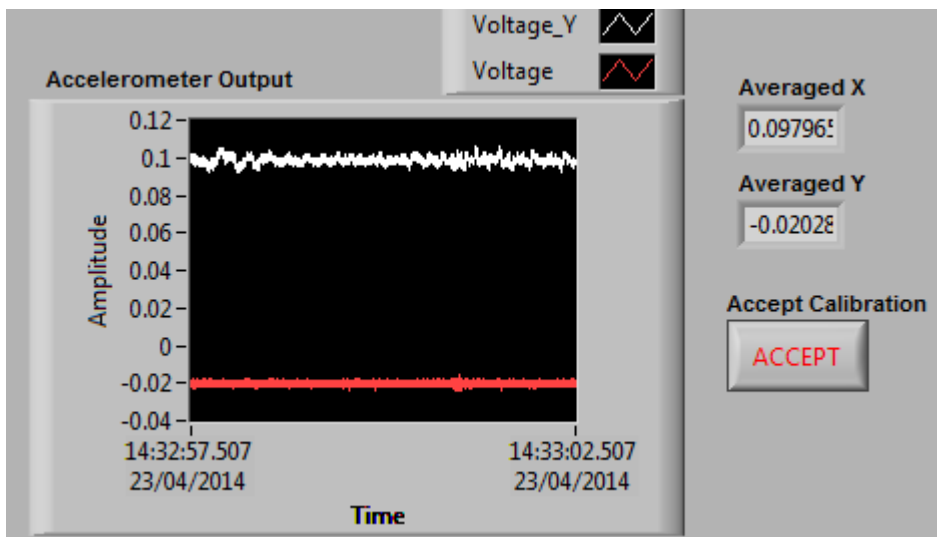 Voltage_Y
Voltage
Accelerometer Output
Averaged X
0.097965
Averaged Y
-0.02028
Accept Calibration
ACCEPT
0.12
0.1
0.08
0.06
0.04
0.02
0
-0.02
-0.04
Amplitude
14:32:57.507 14:33:02.507
23/04/2014 23/04/2014
Time